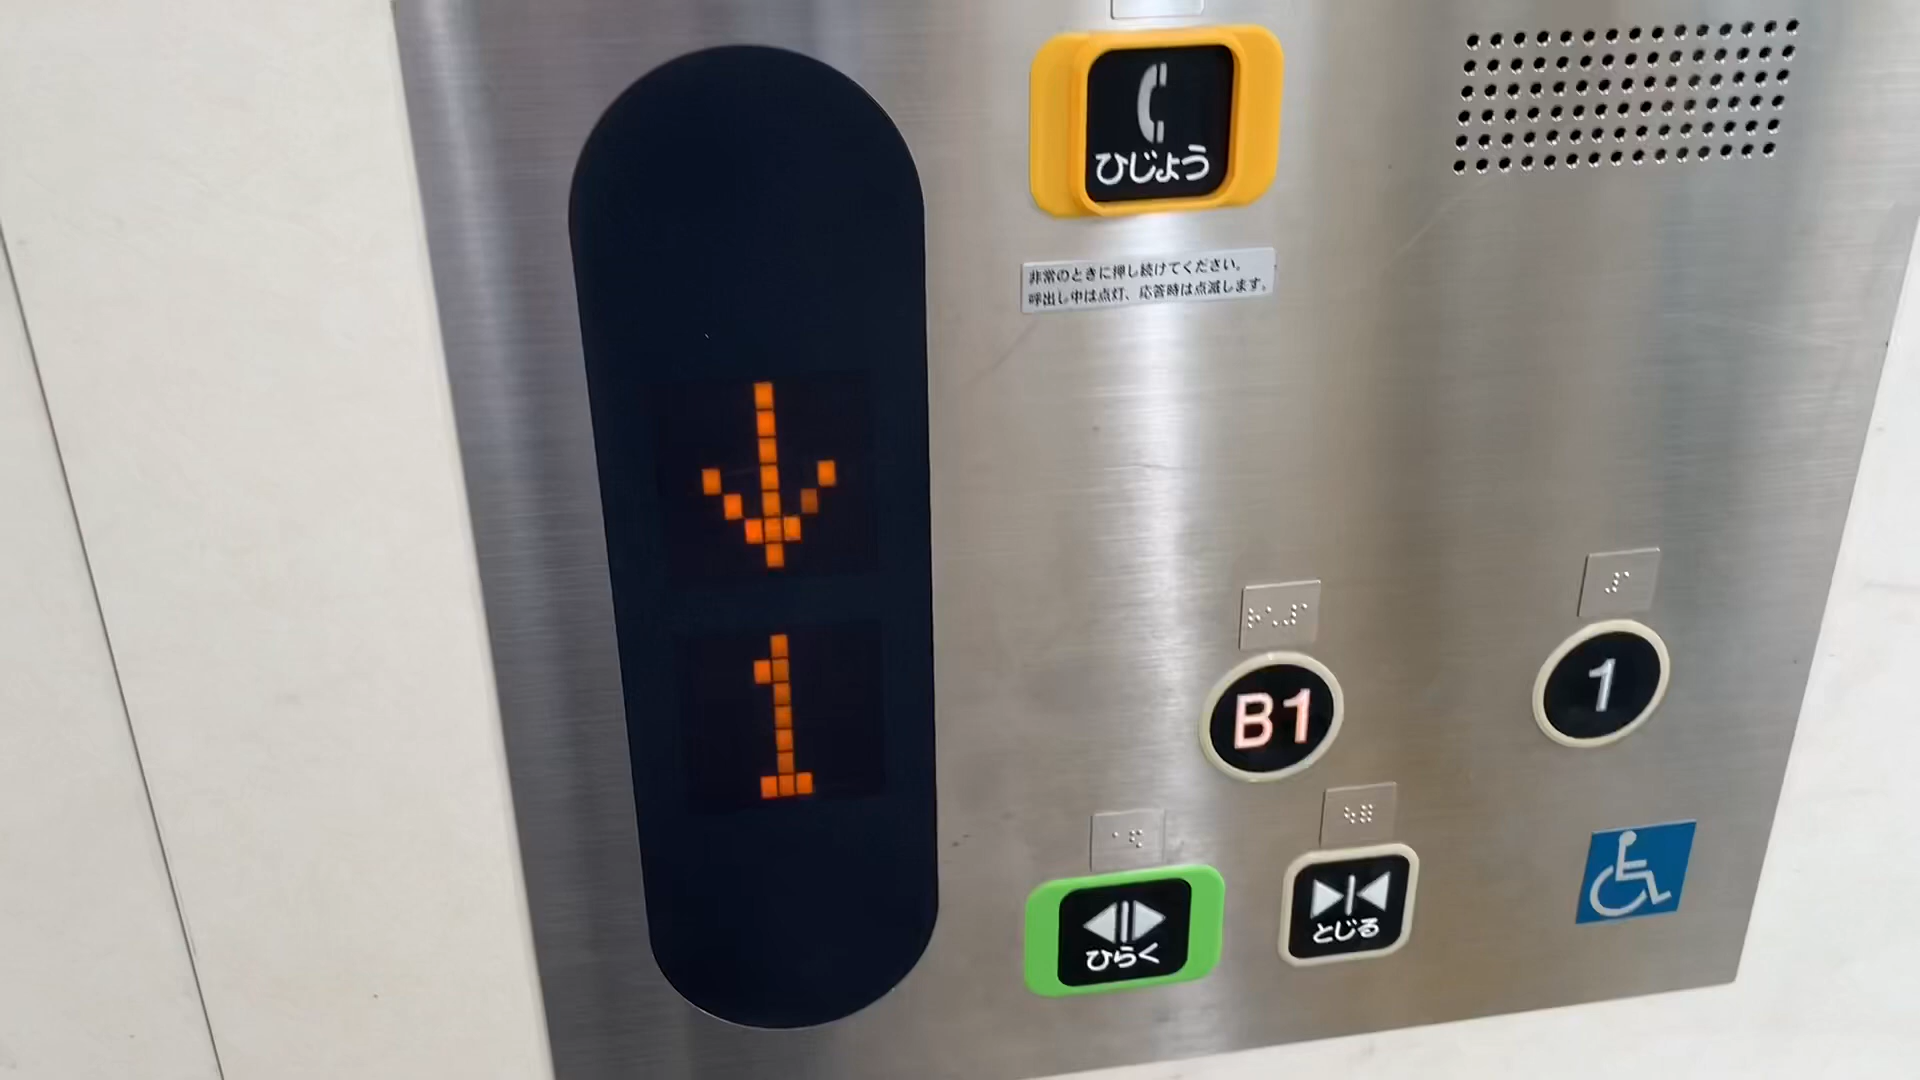 ひじょう
非常のときに押し続けてください。
呼出し中は点灯、応答時は点滅します。
↓
1
B1
1
ひらく
とじる